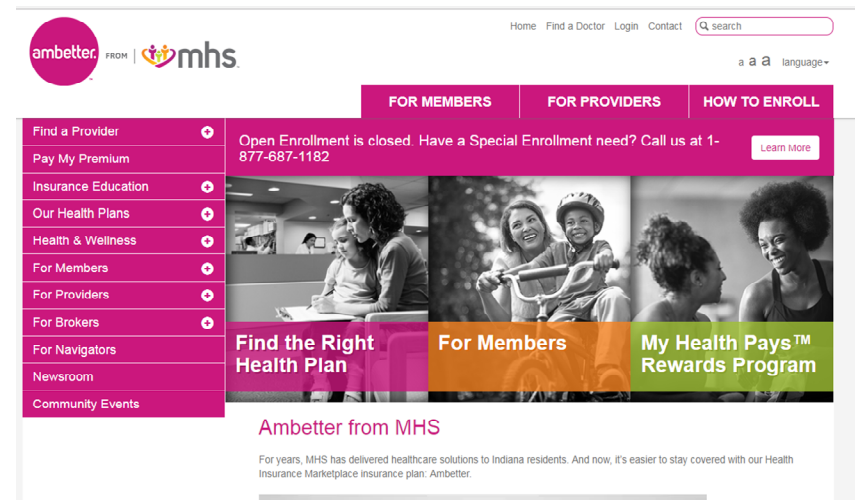 Home Find a Doctor Login Contact search
ambetter. FROM mhs.
a a a language
FOR MEMBERS FOR PROVIDERS HOW TO ENROLL
Find a Provider
Pay My Premium
Insurance Education
Our Health Plans
Health & Wellness
For Members
For Providers
For Brokers
For Navigators
Newsroom
Community Events
Open Enrollment is closed. Have a Special Enrollment need? Call us at 1-
877-687-1182
Learn More
Find the Right
Health Plan
For Members
My Health Pays™
Rewards Program
Ambetter from MHS
For years, MHS has delivered healthcare solutions to Indiana residents. And now, it's easier to stay covered with our Health
Insurance Marketplace insurance plan: Ambetter.